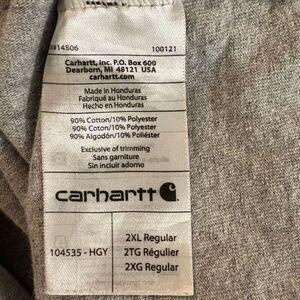 100121
Carhartt, Inc. P.O. Box 600
Dearborn, MI 48121 USA
carhartt.com
Made in Honduras
Fabriqué au Honduras
Hecho en Honduras
90% Cotton/10% Polyester
90% Coton/10% Polyester
90% Algodón/10% Poliéster
Exclusive of trimming
Sans garniture
Sin incluir adorno
carhartt
104535 - HGY
2XL Regular
2TG Régulier
2XG Regular